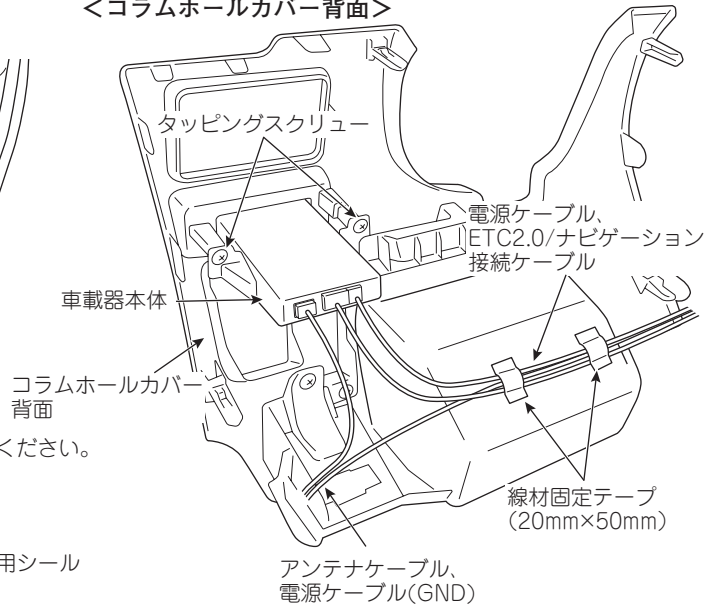 ＜コラムホールカバー背面＞
タッピングスクリュー
電源ケーブル、
ETC2.0/ナビゲーション
接続ケーブル
車載器本体
コラムホールカバー
背面
ください。
線材固定テープ
（20mm×50mm）
用シール
アンテナケーブル、
電源ケーブル(GND)